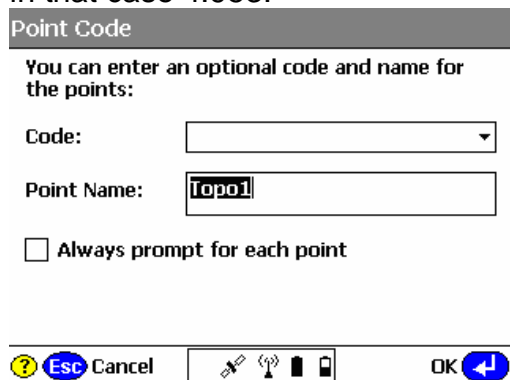 Point Code
You can enter an optional code and name for
the points:
Code:
Point Name: Topo1
Always prompt for each point
? Esc Cancel OK